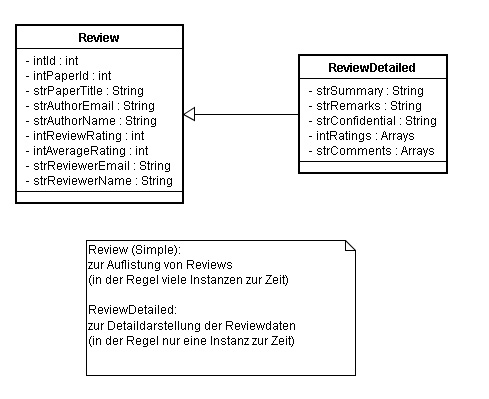 Review
- intId : int
- intPaperId : int
- strPaperTitle : String
- strAuthorEmail : String
- strAuthorName : String
- intReviewRating : int
- intAverageRating : int
- strReviewerEmail : String
- strReviewerName : String
ReviewDetailed
- strSummary : String
- strRemarks : String
- strConfidential : String
- intRatings : Arrays
- strComments : Arrays
Review (Simple):
zur Auflistung von Reviews
(in der Regel viele Instanzen zur Zeit)
ReviewDetailed:
zur Detaildarstellung der Reviewdaten
(in der Regel nur eine Instanz zur Zeit)